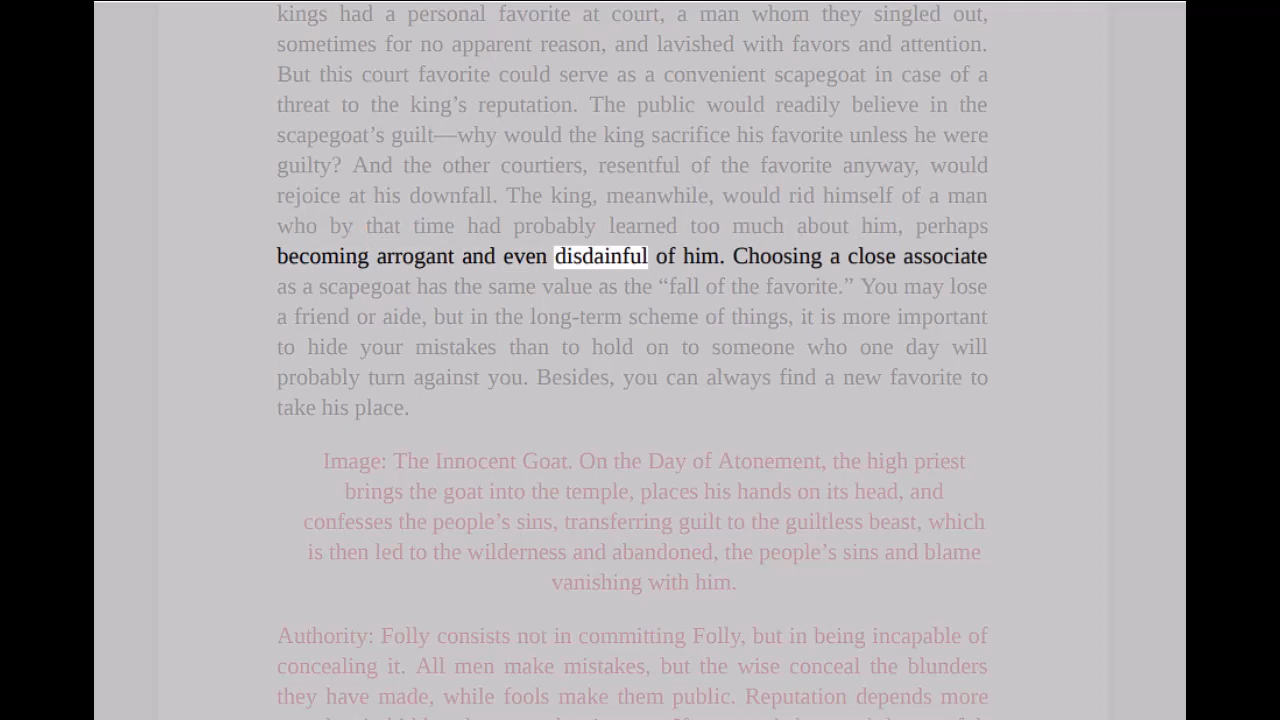 kings had a personal favorite at court, a man whom they singled out,
sometimes for no apparent reason, and lavished with favors and attention.
But this court favorite could serve as a convenient scapegoat in case of a
threat to the king’s reputation. The public would readily believe in the
scapegoat’s guilt—why would the king sacrifice his favorite unless he were
guilty? And the other courtiers, resentful of the favorite anyway, would
rejoice at his downfall. The king, meanwhile, would rid himself of a man
who by that time had probably learned too much about him, perhaps
becoming arrogant and even disdainful of him. Choosing a close associate
as a scapegoat has the same value as the “fall of the favorite.” You may lose
a friend or aide, but in the long-term scheme of things, it is more important
to hide your mistakes than to hold on to someone who one day will
probably turn against you. Besides, you can always find a new favorite to
take his place.
Image: The Innocent Goat. On the Day of Atonement, the high priest
brings the goat into the temple, places his hands on its head, and
confesses the people’s sins, transferring guilt to the guiltless beast, which
is then led to the wilderness and abandoned, the people’s sins and blame
vanishing with him.
Authority: Folly consists not in committing Folly, but in being incapable of
concealing it. All men make mistakes, but the wise conceal the blunders
they have made, while fools make them public. Reputation depends more